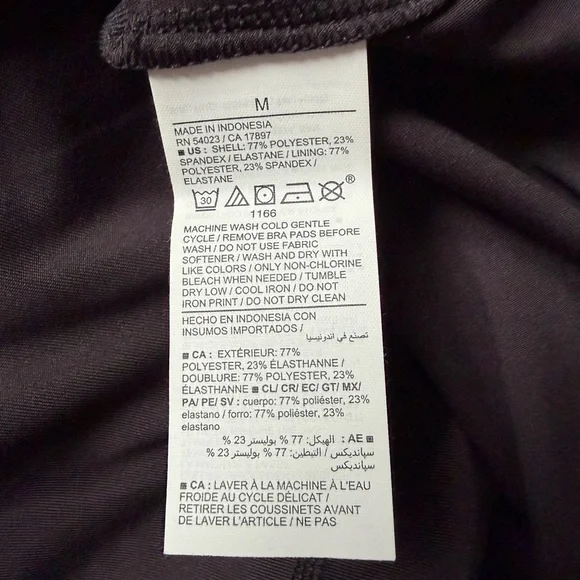 M
MADE IN INDONESIA
RN 54023 / CA 17897
US : SHELL: 77% POLYESTER, 23%
SPANDEX / ELASTANE / LINING: 77%
POLYESTER, 23% SPANDEX /
ELASTANE
30 ®
1166
MACHINE WASH COLD GENTLE
CYCLE / REMOVE BRA PADS BEFORE
WASH / DO NOT USE FABRIC
SOFTENER / WASH AND DRY WITH
LIKE COLORS / ONLY NON-CHLORINE
BLEACH WHEN NEEDED / TUMBLE
DRY LOW / COOL IRON / DO NOT
IRON PRINT / DO NOT DRY CLEAN
HECHO EN INDONESIA CON
INSUMOS IMPORTADOS / تصنع في اندونيسيا
CA : EXTÉRIEUR: 77%
POLYESTER, 23% ÉLASTHANNE /
DOUBLURE: 77% POLYESTER, 23%
ÉLASTHANNE CL/ CR/ EC/ GT/ MX/
PA/ PE/ SV : cuerpo: 77% poliéster, 23%
elastano / forro: 77% poliéster, 23%
elastano
AE : الهيكل: 77 % بوليستر 23 %
سپانديكس / التبطين: 77 % بوليستر 23 %
سپانديكس
CA : LAVER À LA MACHINE À L'EAU
FROIDE AU CYCLE DÉLICAT /
RETIRER LES COUSSINETS AVANT
DE LAVER L'ARTICLE / NE PAS